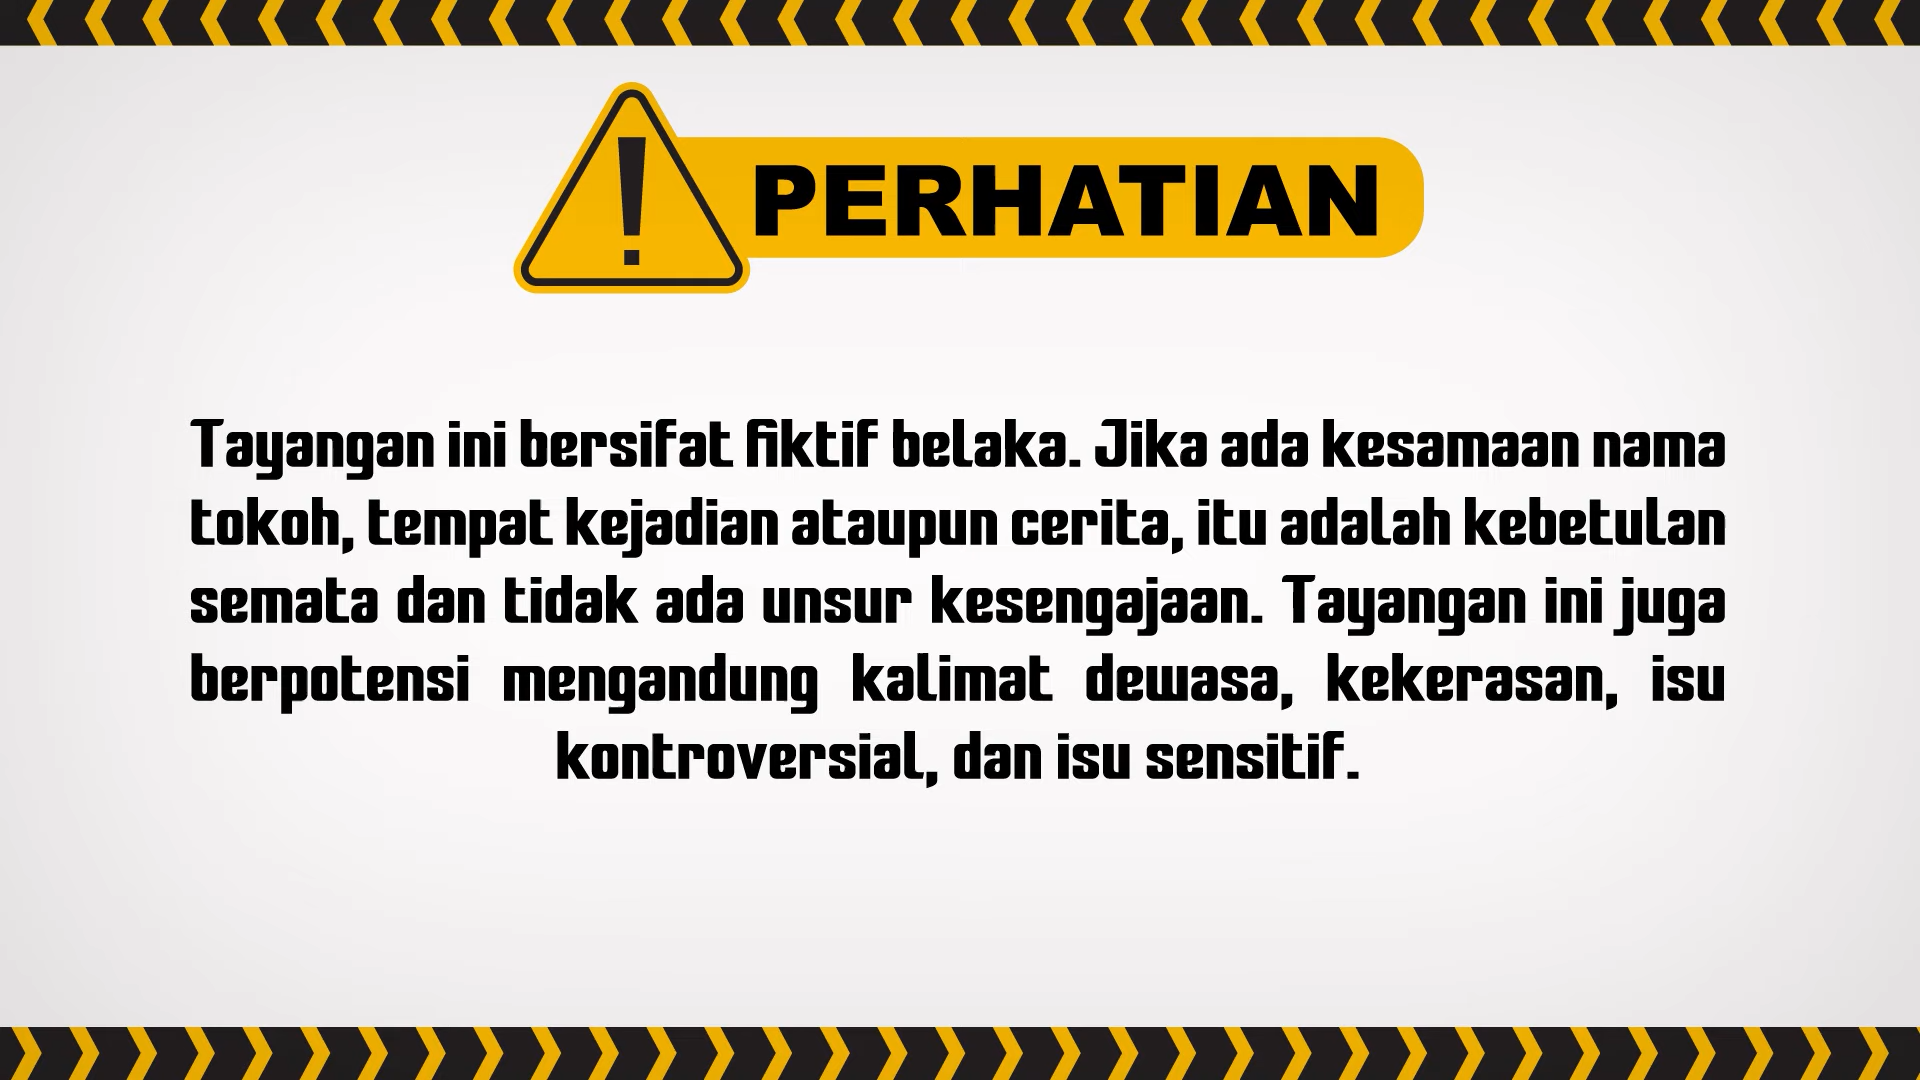 PERHATIAN
Tayangan ini bersifat fiktif belaka. Jika ada kesamaan nama
tokoh, tempat kejadian ataupun cerita, itu adalah kebetulan
semata dan tidak ada unsur kesengajaan. Tayangan ini juga
berpotensi mengandung kalimat dewasa, kekerasan, isu
kontroversial, dan isu sensitif.